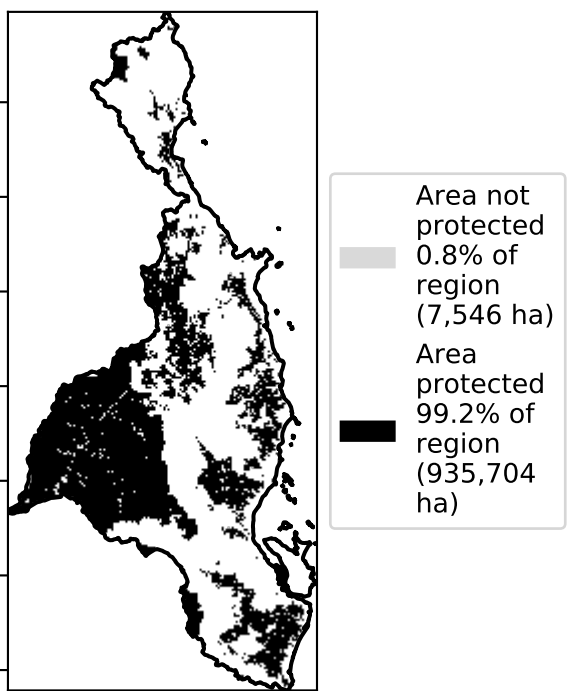 Area not
protected
0.8% of
region
(7,546 ha)
Area
protected
99.2% of
region
(935,704
ha)